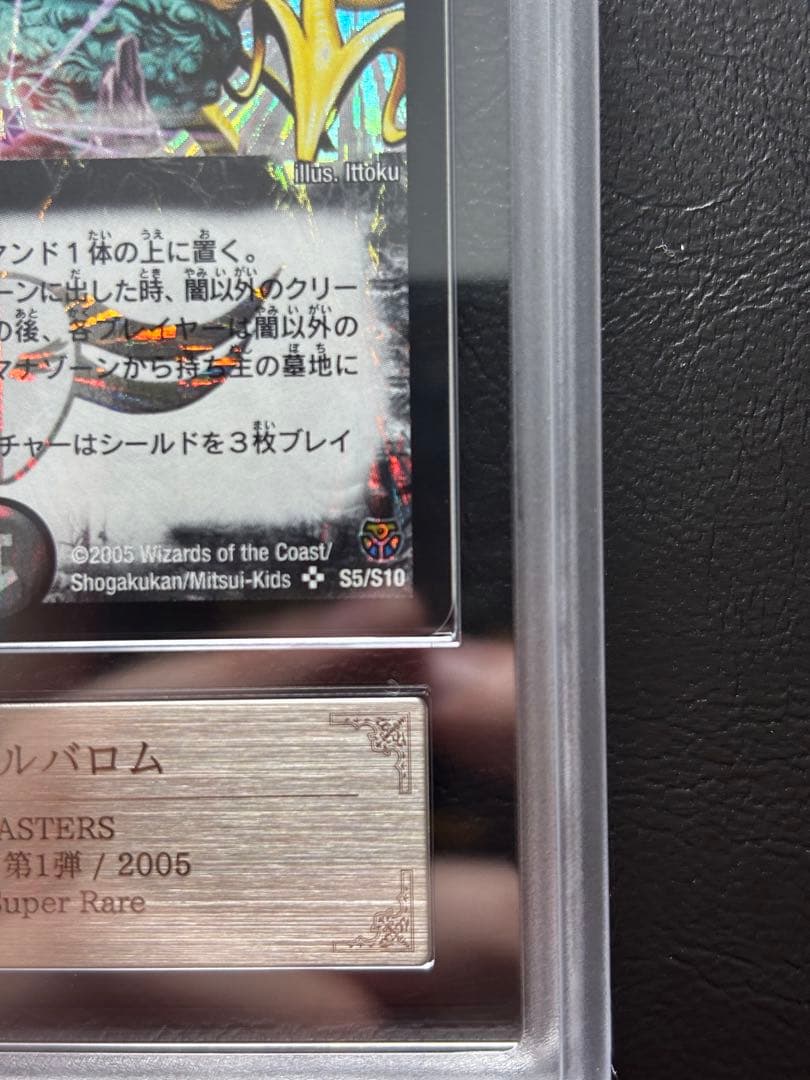 illus. Ittoku
マンド1体の上に置く。
ーンに出した時、闇以外のクリー
の後、各プレイヤーは闇以外の
マナゾーンから持ち主の墓地に
チャーはシールドを3枚ブレイ
©2005 Wizards of the Coast/
Shogakukan/Mitsui-Kids S5/S10
ルバロム
ASTERS
第1弾 / 2005
Super Rare